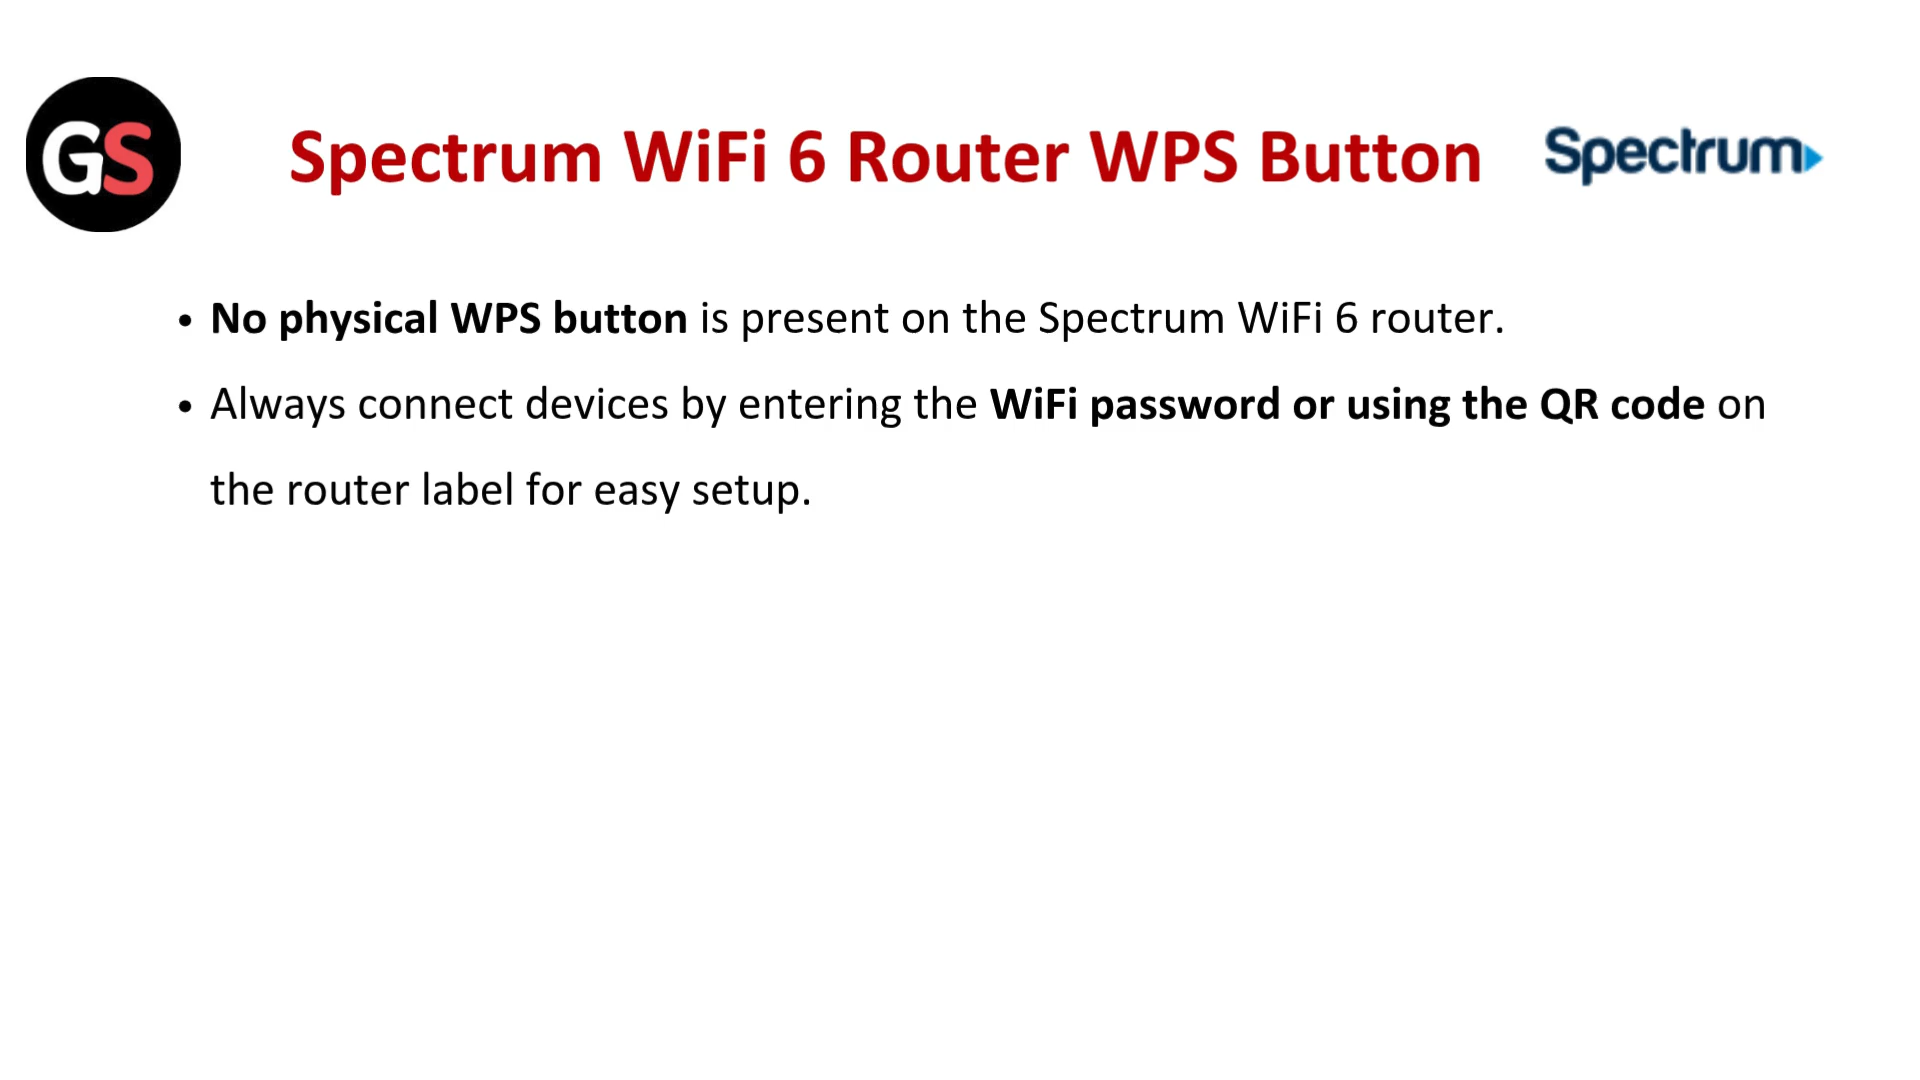 GS
Spectrum WiFi 6 Router WPS Button
Spectrum
• No physical WPS button is present on the Spectrum WiFi 6 router.
• Always connect devices by entering the WiFi password or using the QR code on
the router label for easy setup.